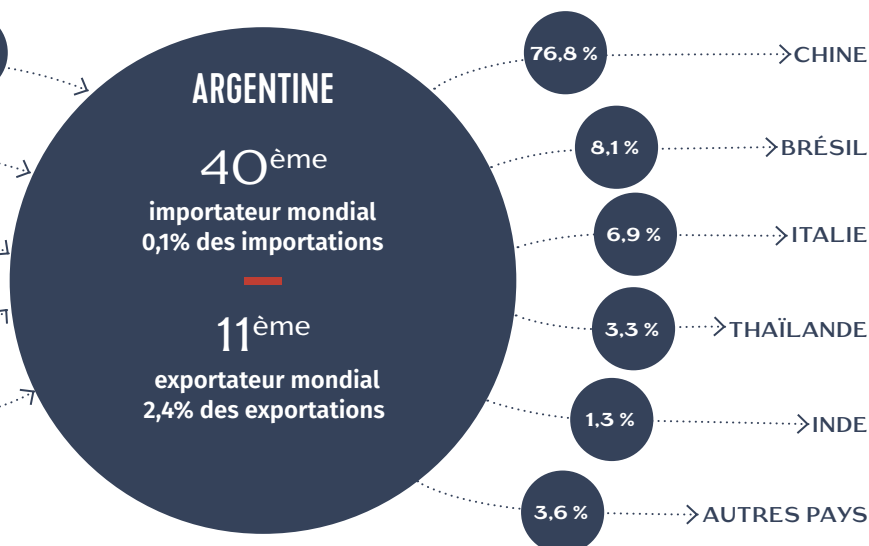 ARGENTINE
40ème
importateur mondial
0,1% des importations
11ème
exportateur mondial
2,4% des exportations
76,8 %
CHINE
8,1 %
BRÉSIL
6,9 %
ITALIE
3,3 %
THAÏLANDE
1,3 %
INDE
3,6 %
AUTRES PAYS